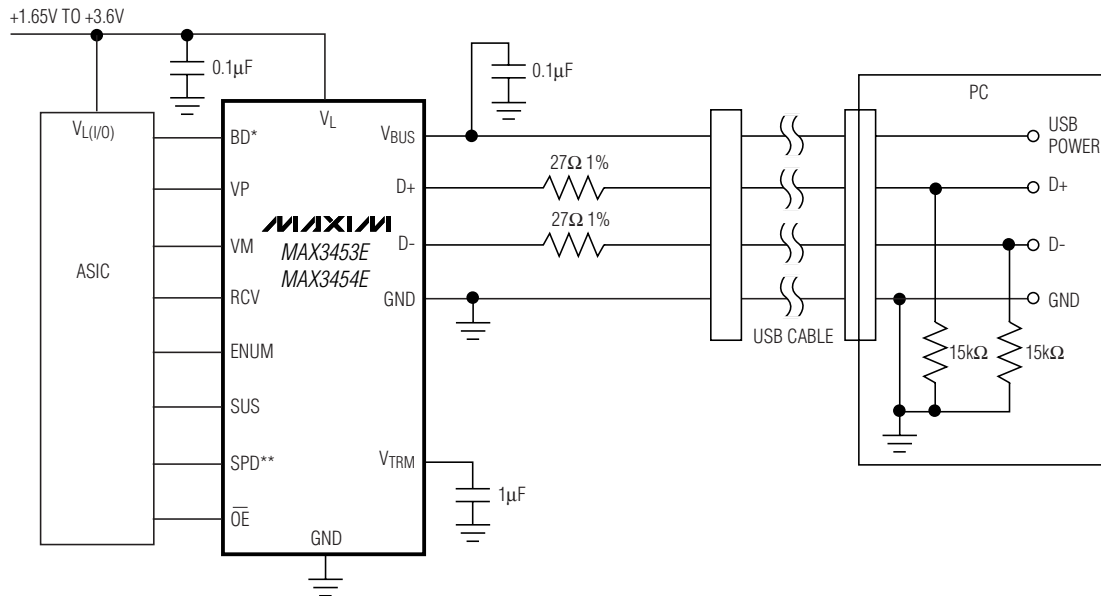 +1.65V TO +3.6V
0.1µF
0.1µF
PC
VL(I/O)
VL
BD*
VBUS
USB
POWER
27Ω 1%
VP
D+
D+
MAXIM
27Ω 1%
VM
MAX3453E
D-
D-
ASIC
MAX3454E
RCV
GND
GND
USB CABLE
ENUM
15kΩ
15kΩ
SUS
SPD**
VTRM
1µF
OE
GND